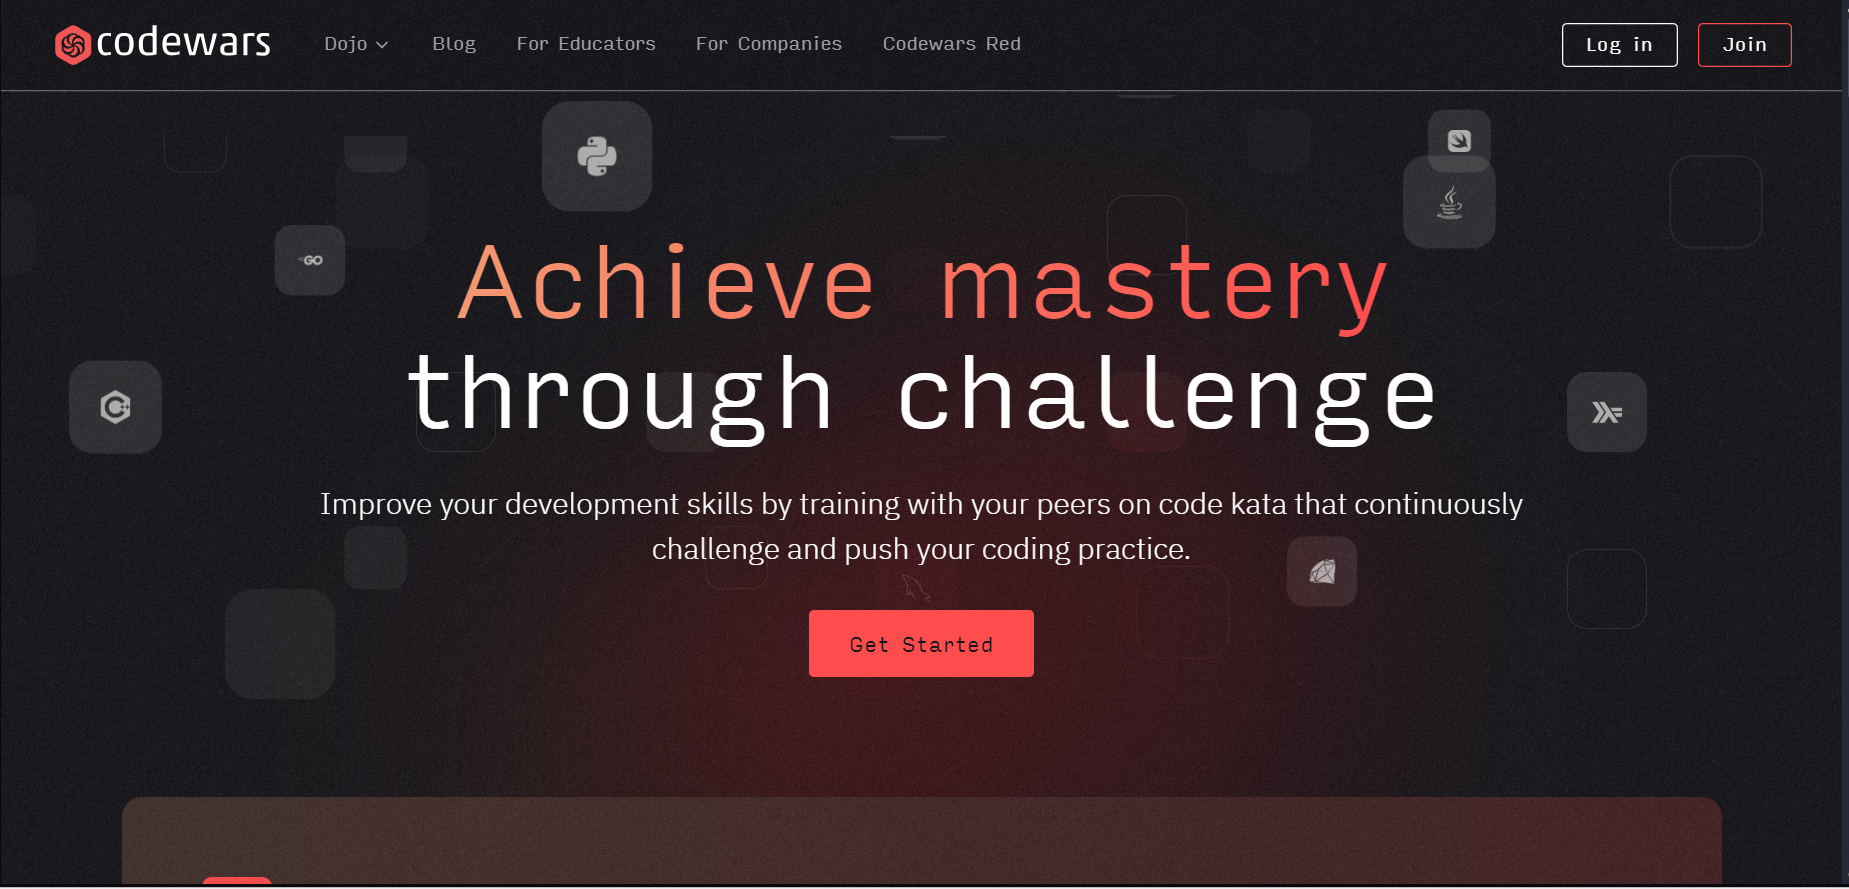 codewars
Dojo
Blog
For Educators
For Companies
Codewars Red
Log in
Join
GO
Achieve mastery
through challenge
Improve your development skills by training with your peers on code kata that continuously
challenge and push your coding practice.
Get Started